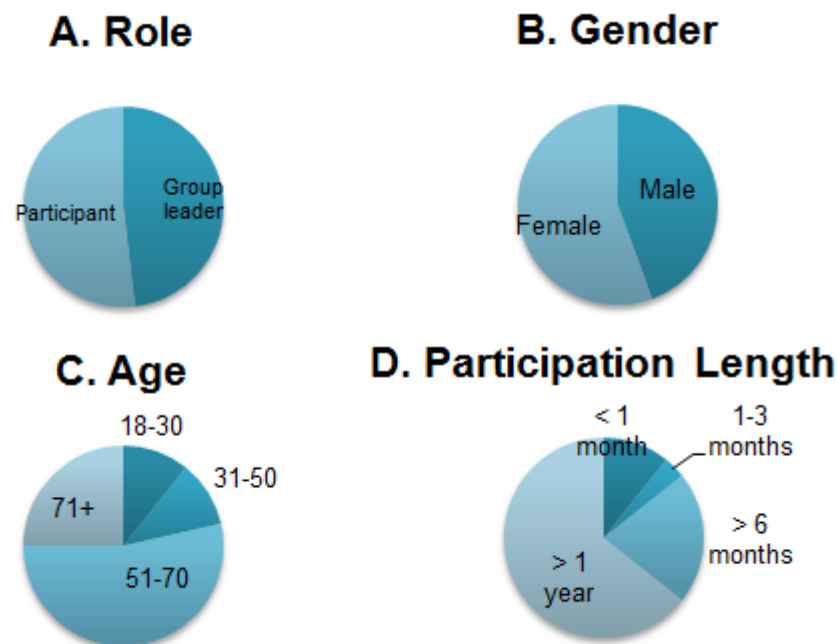 A. Role
Participant
Group
leader
B. Gender
Male
Female
C. Age
18-30
31-50
51-70
71+
D. Participation Length
< 1
month
1-3
months
> 6
months
> 1
year